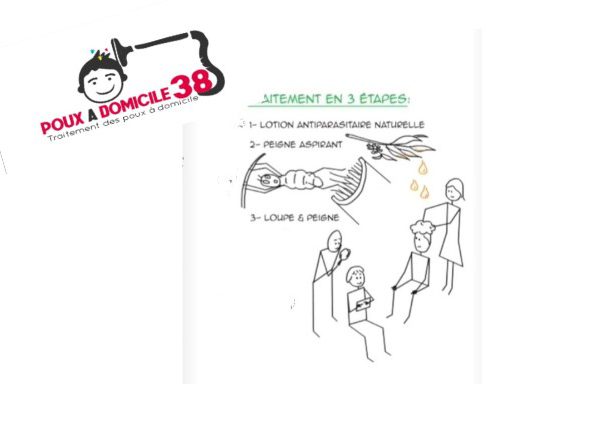 POUX A DOMICILE 38
Traitement des poux à domicile
AITEMENT EN 3 ÉTAPES:
1- LOTION ANTIPARASITAIRE NATURELLE
2- PEIGNE ASPIRANT
3- LOUPE & PEIGNE